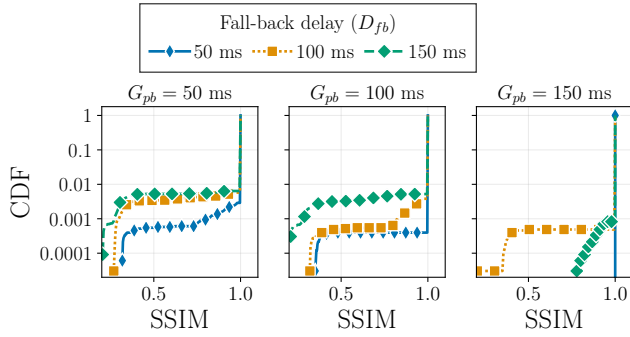 Fall-back delay (D_fb)
50 ms 100 ms 150 ms
G_pb = 50 ms G_pb = 100 ms G_pb = 150 ms
CDF
1
0.1
0.01
0.001
0.0001
0.5 1.0 0.5 1.0 0.5 1.0
SSIM SSIM SSIM